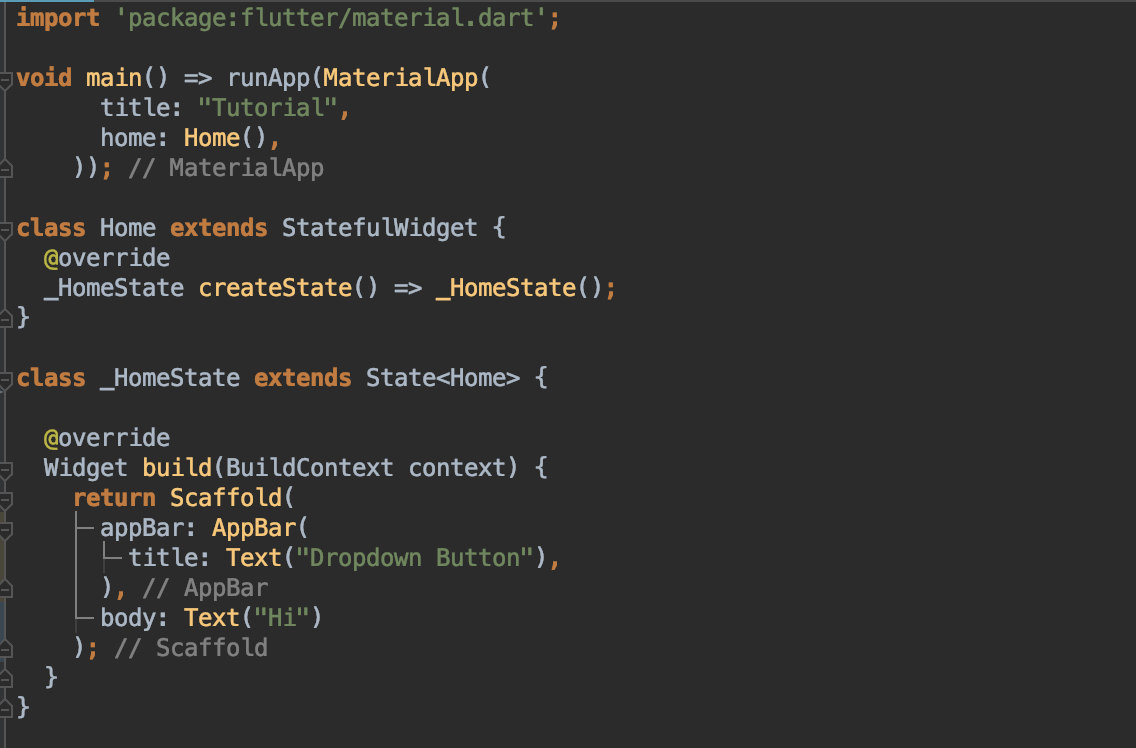 import 'package:flutter/material.dart';
void main() => runApp(MaterialApp(
title: "Tutorial",
home: Home(),
)); // MaterialApp
class Home extends StatefulWidget {
@override
_HomeState createState() => _HomeState();
}
class _HomeState extends State<Home> {
@override
Widget build(BuildContext context) {
return Scaffold(
appBar: AppBar(
title: Text("Dropdown Button"),
), // AppBar
body: Text("Hi")
); // Scaffold
}
}